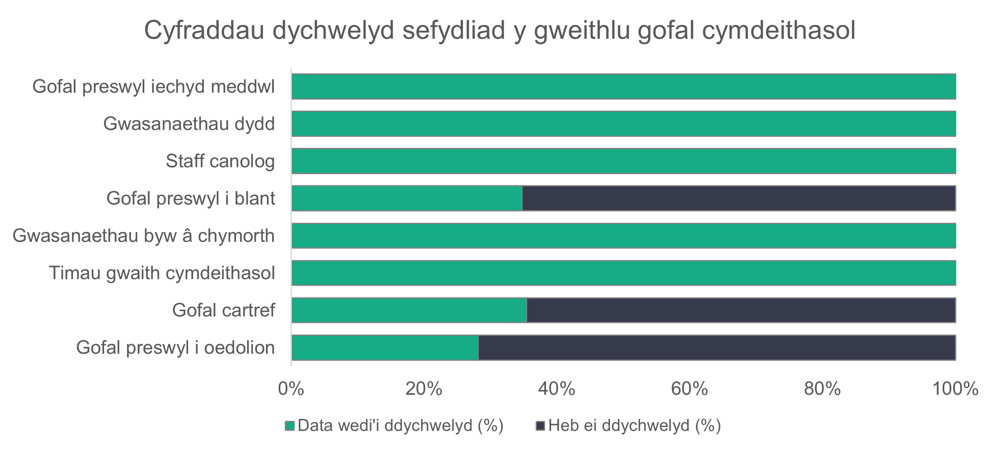 Cyfraddau dychwelyd sefydliad y gweithlu gofal cymdeithasol
Gofal preswyl iechyd meddwl
Gwasanaethau dydd
Staff canolog
Gofal preswyl i blant
Gwasanaethau byw â chymorth
Timau gwaith cymdeithasol
Gofal cartref
Gofal preswyl i oedolion
0% 20% 40% 60% 80% 100%
Data wedi'i ddychwelyd (%) Heb ei ddychwelyd (%)